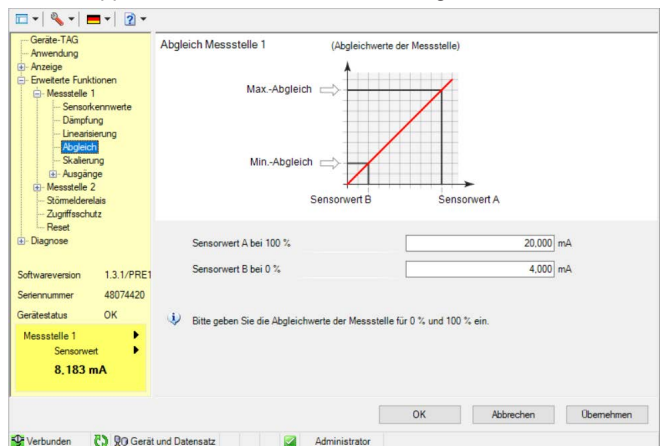 Geräte-TAG
Anwendung
Anzeige
Erweiterte Funktionen
Messstelle 1
Sensorkennwerte
Dämpfung
Linearisierung
Abgleich
Skalierung
Ausgänge
Messstelle 2
Störmelderelais
Zugriffsschutz
Reset
Diagnose
Softwareversion 1.3.1/PRE1
Seriennummer 48074420
Gerätestatus OK
Messstelle 1
Sensorwert
8,183 mA
Abgleich Messstelle 1 (Abgleichwerte der Messstelle)
Max.-Abgleich
Min.-Abgleich
Sensorwert B Sensorwert A
Sensorwert A bei 100 % 20,000 mA
Sensorwert B bei 0 % 4,000 mA
Bitte geben Sie die Abgleichwerte der Messstelle für 0 % und 100 % ein.
OK Abbrechen Übernehmen
Verbunden Gerät und Datensatz Administrator